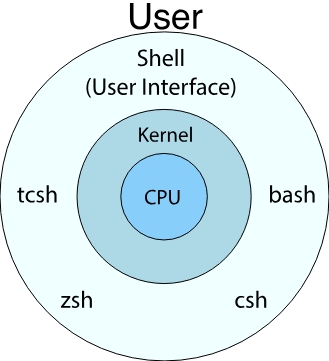 User
Shell
(User Interface)
Kernel
CPU
tcsh
bash
zsh
csh